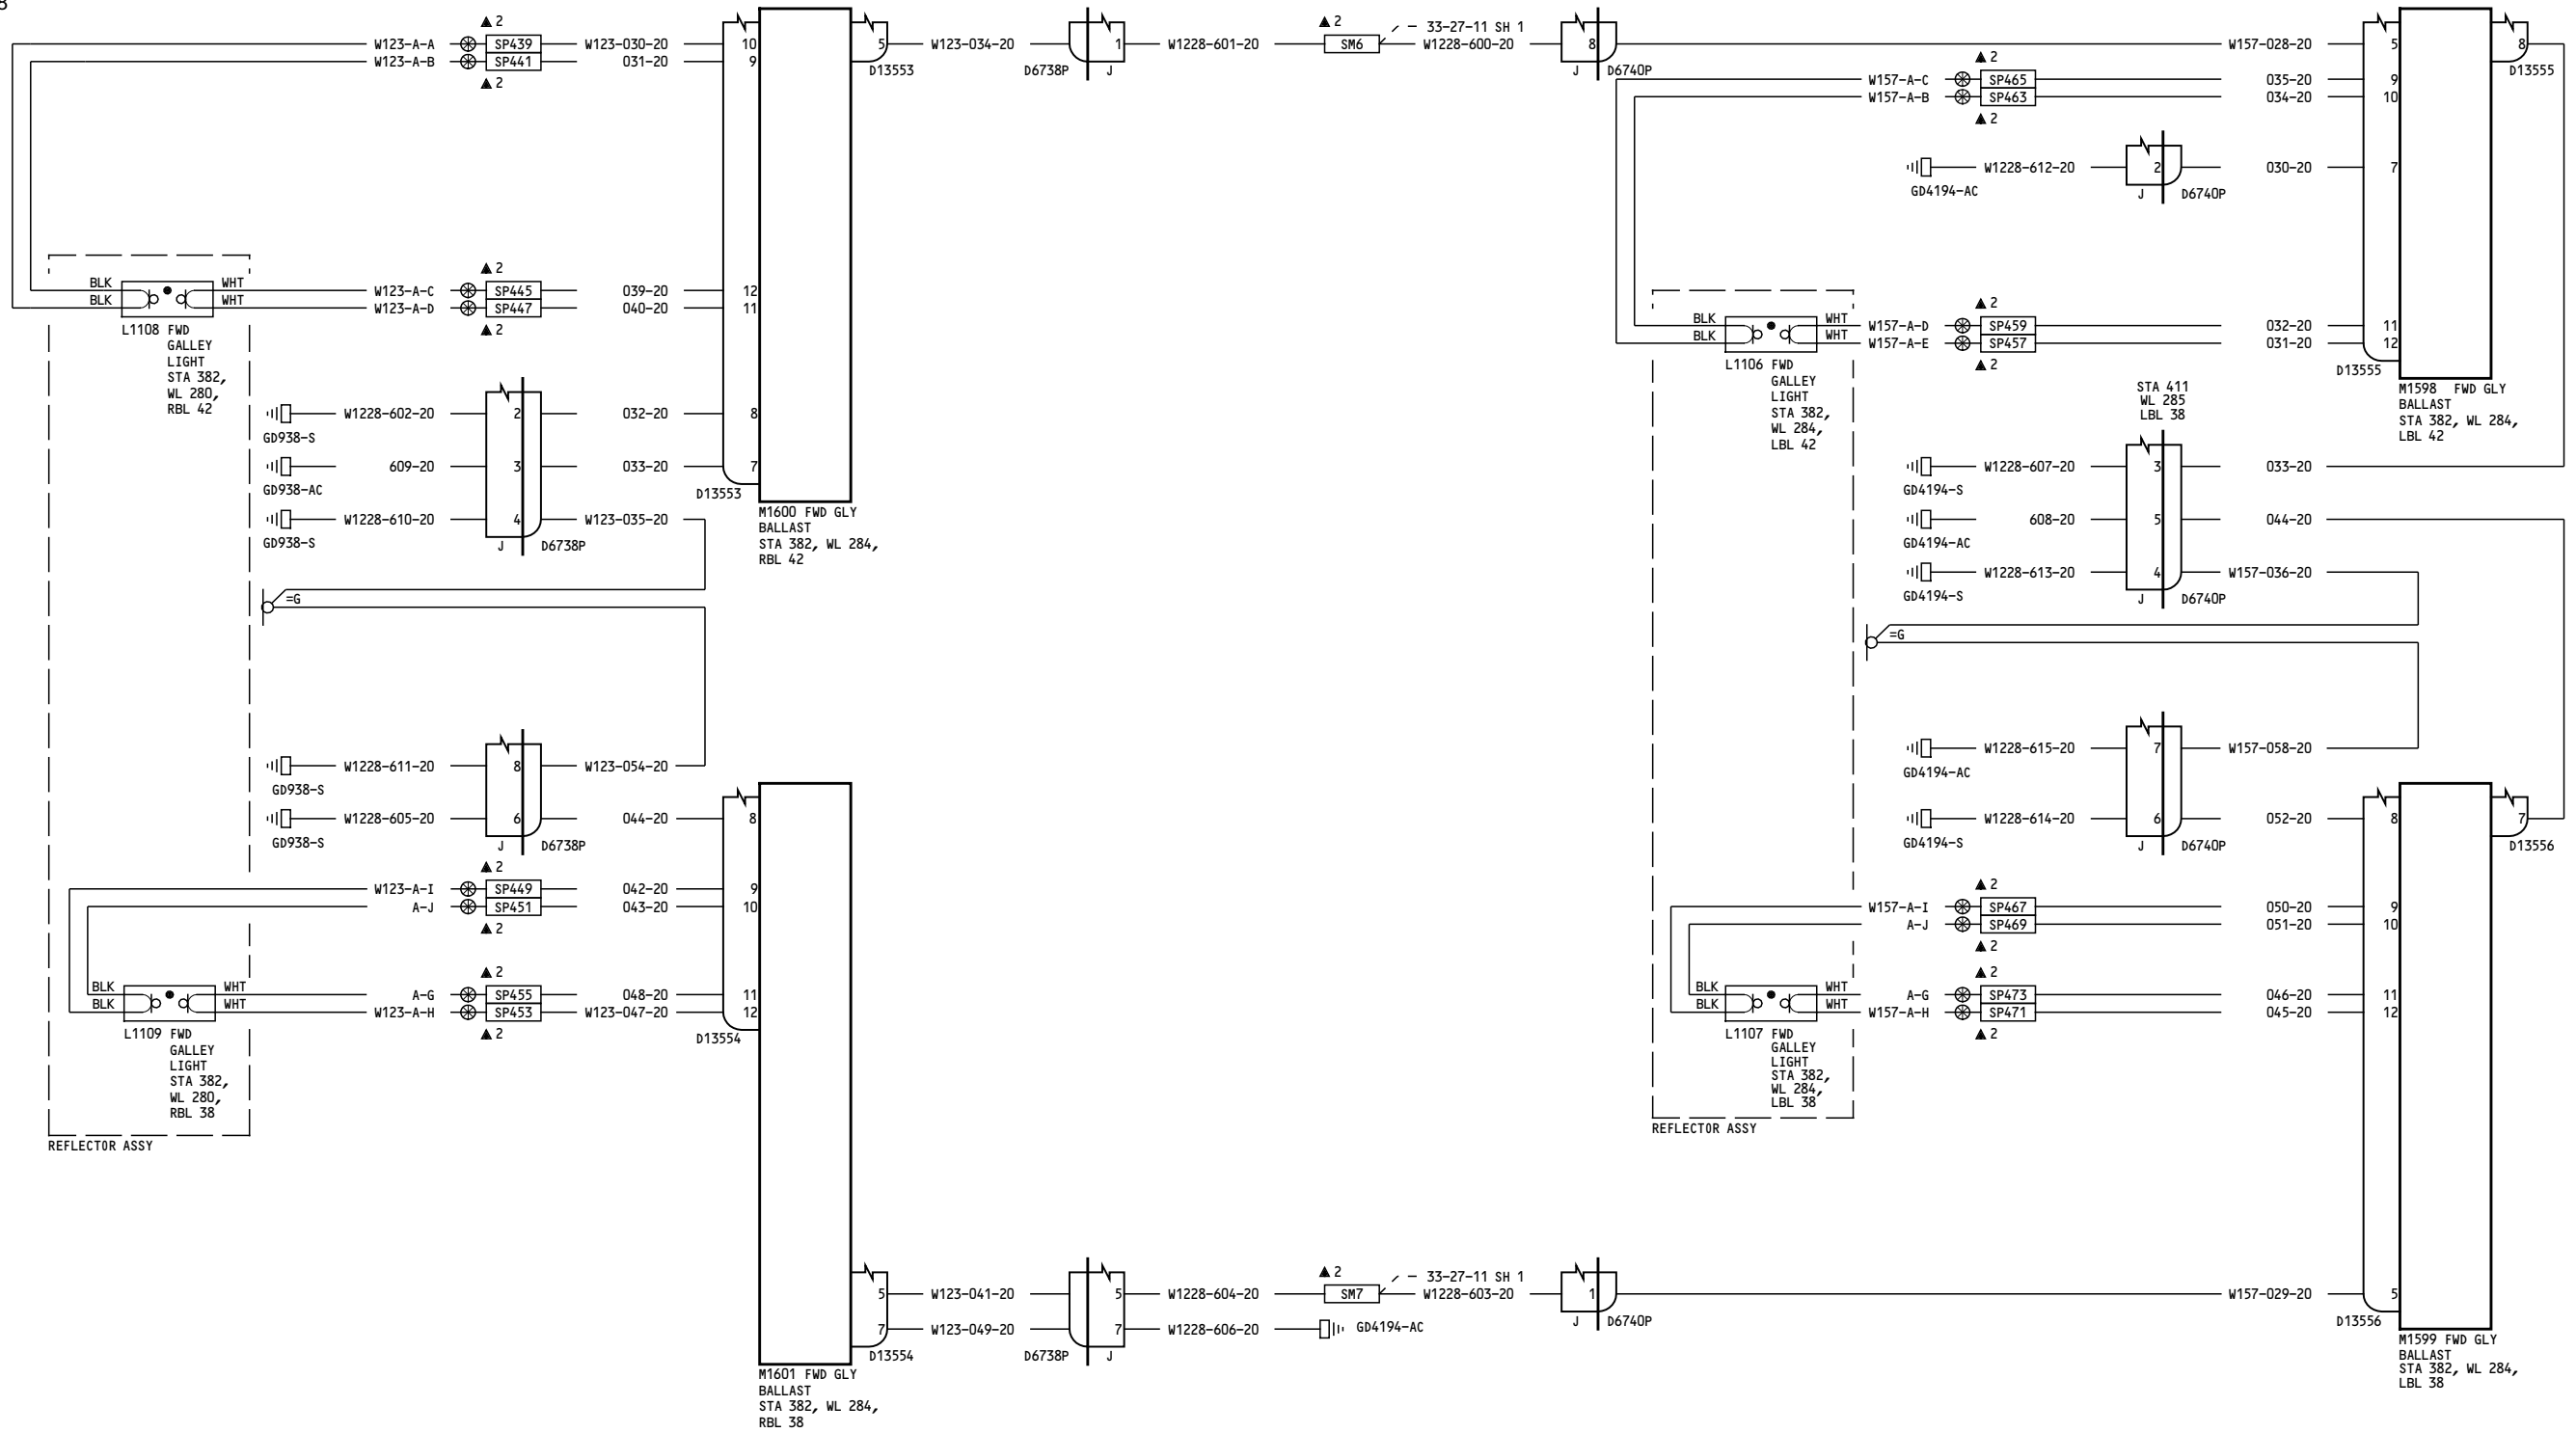 8
▲ 2
W123-A-A SP439 W123-030-20 10
W123-A-B SP441 031-20 9
▲ 2
5 W123-034-20 1 W1228-601-20 SM6 W1228-600-20 8
▲ 2
33-27-11 SH 1
D13553
D6738P J
J D6740P
W157-028-20 5
8
D13555
▲ 2
W157-A-C SP465 035-20 9
W157-A-B SP463 034-20 10
▲ 2
W1228-612-20 2 030-20 7
GD4194-AC
J D6740P
▲ 2
BLK WHT W123-A-C SP445 039-20 12
BLK WHT W123-A-D SP447 040-20 11
▲ 2
L1108 FWD
GALLEY
LIGHT
STA 382,
WL 280,
RBL 42
W1228-602-20 2 032-20 8
GD938-S
609-20 3 033-20 7
GD938-AC
D13553
W1228-610-20 4 W123-035-20
GD938-S
J D6738P
M1600 FWD GLY
BALLAST
STA 382, WL 284,
RBL 42
=G
W1228-611-20 8 W123-054-20
GD938-S
W1228-605-20 6 044-20 8
GD938-S
J D6738P
▲ 2
W123-A-I SP449 042-20 9
A-J SP451 043-20 10
▲ 2
▲ 2
BLK WHT A-G SP455 048-20 11
BLK WHT W123-A-H SP453 W123-047-20 12
▲ 2
D13554
L1109 FWD
GALLEY
LIGHT
STA 382,
WL 280,
RBL 38
REFLECTOR ASSY
▲ 2
BLK WHT W157-A-D SP459 032-20 11
BLK WHT W157-A-E SP457 031-20 12
▲ 2
D13555
L1106 FWD
GALLEY
LIGHT
STA 382,
WL 284,
LBL 42
M1598 FWD GLY
BALLAST
STA 382, WL 284,
LBL 42
STA 411
WL 285
LBL 38
W1228-607-20 3 033-20
GD4194-S
608-20 5 044-20
GD4194-AC
W1228-613-20 4 W157-036-20
GD4194-S
J D6740P
=G
W1228-615-20 7 W157-058-20
GD4194-AC
W1228-614-20 6 052-20 8
7
GD4194-S
J D6740P
D13556
▲ 2
W157-A-I SP467 050-20 9
A-J SP469 051-20 10
▲ 2
▲ 2
BLK WHT A-G SP473 046-20 11
BLK WHT W157-A-H SP471 045-20 12
▲ 2
L1107 FWD
GALLEY
LIGHT
STA 382,
WL 284,
LBL 38
REFLECTOR ASSY
▲ 2
33-27-11 SH 1
5 W123-041-20 5 W1228-604-20 SM7 W1228-603-20 1 W157-029-20 5
7 W123-049-20 7 W1228-606-20 GD4194-AC
J D6740P
D13554
D6738P J
D13556
M1601 FWD GLY
BALLAST
STA 382, WL 284,
RBL 38
M1599 FWD GLY
BALLAST
STA 382, WL 284,
LBL 38